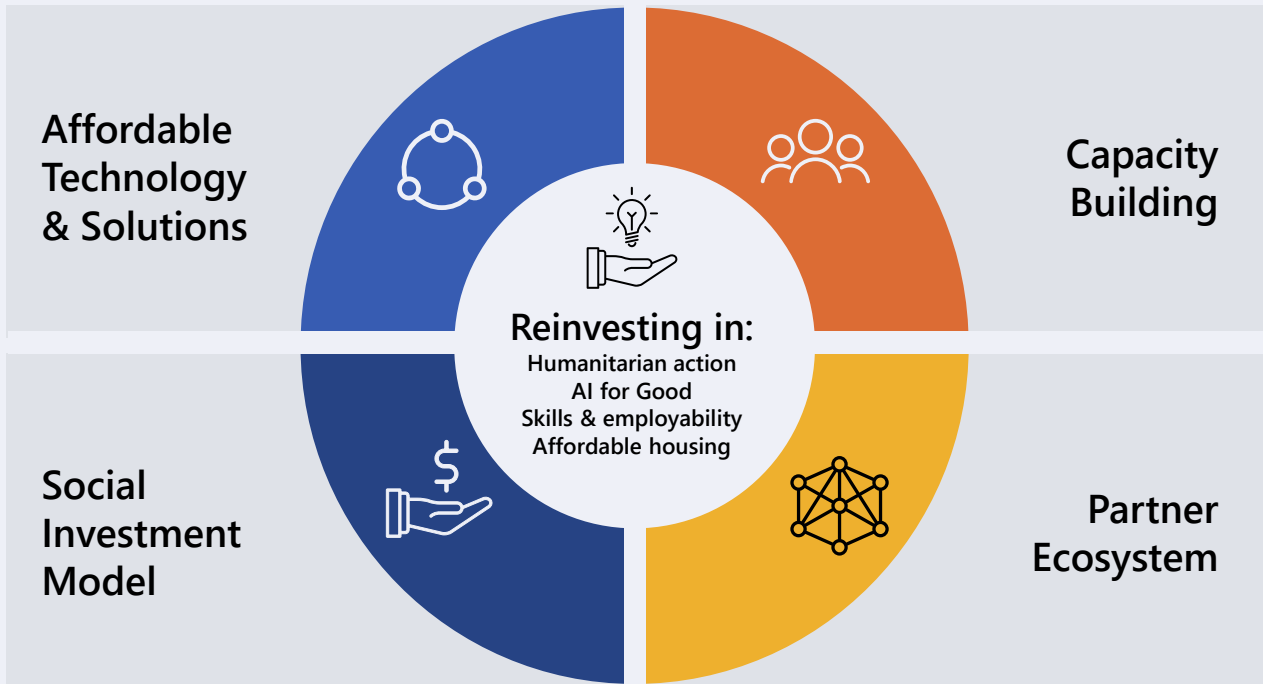 Affordable
Technology
& Solutions
Capacity
Building
Reinvesting in:
Humanitarian action
AI for Good
Skills & employability
Affordable housing
Social
Investment
Model
Partner
Ecosystem